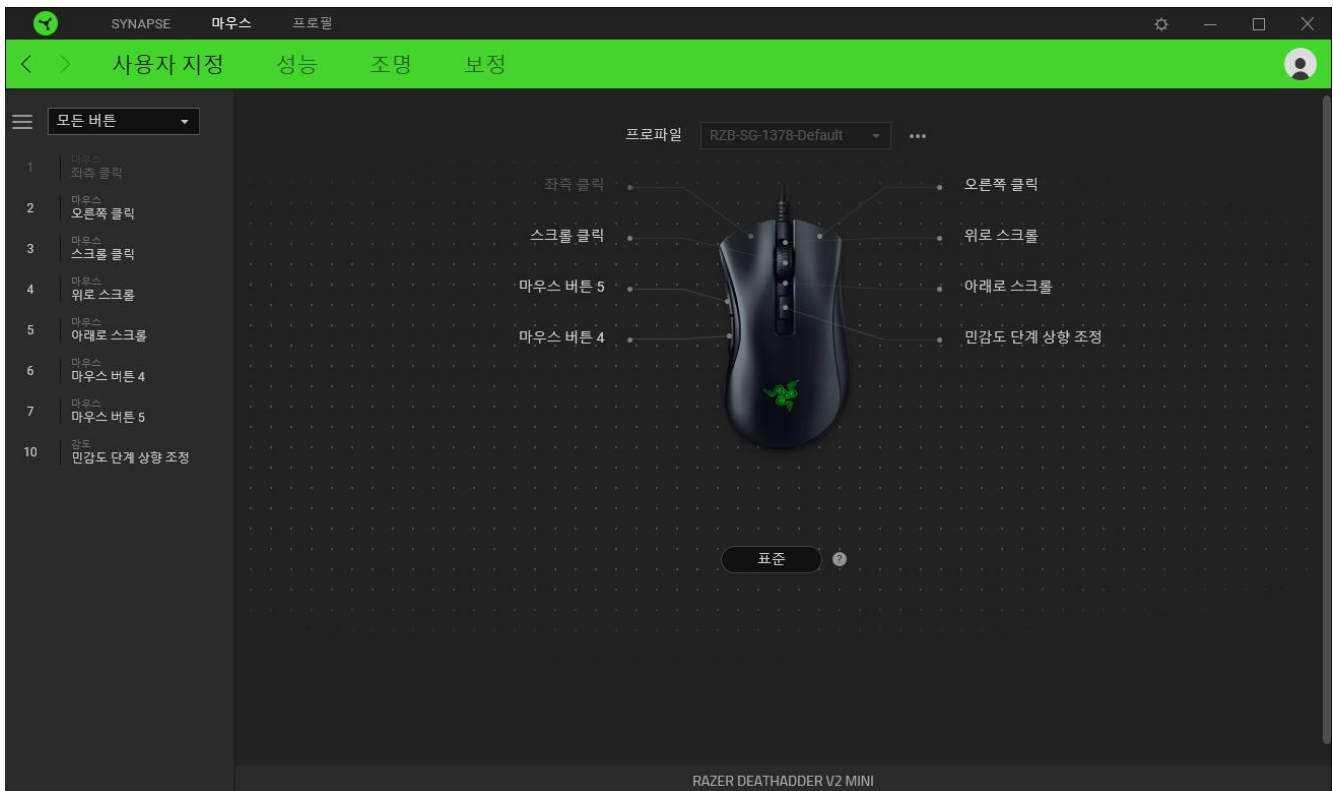 SYNAPSE 마우스 프로필
사용자 지정 성능 조명 보정
모든 버튼
프로파일 RZB-SG-1378-Default
1 마우스
좌측 클릭
2 마우스
오른쪽 클릭
3 마우스
스크롤 클릭
4 마우스
위로 스크롤
5 마우스
아래로 스크롤
6 마우스
마우스 버튼 4
7 마우스
마우스 버튼 5
10 감도
민감도 단계 상향 조정
좌측 클릭 오른쪽 클릭
스크롤 클릭 위로 스크롤
마우스 버튼 5 아래로 스크롤
마우스 버튼 4 민감도 단계 상향 조정
표준 ?
RAZER DEATHADDER V2 MINI